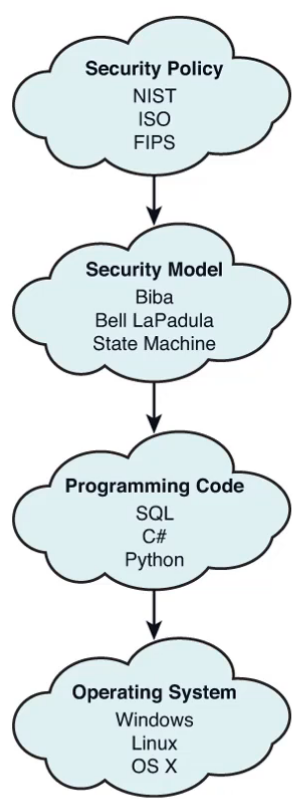 Security Policy
NIST
ISO
FIPS
Security Model
Biba
Bell LaPadula
State Machine
Programming Code
SQL
C#
Python
Operating System
Windows
Linux
OS X